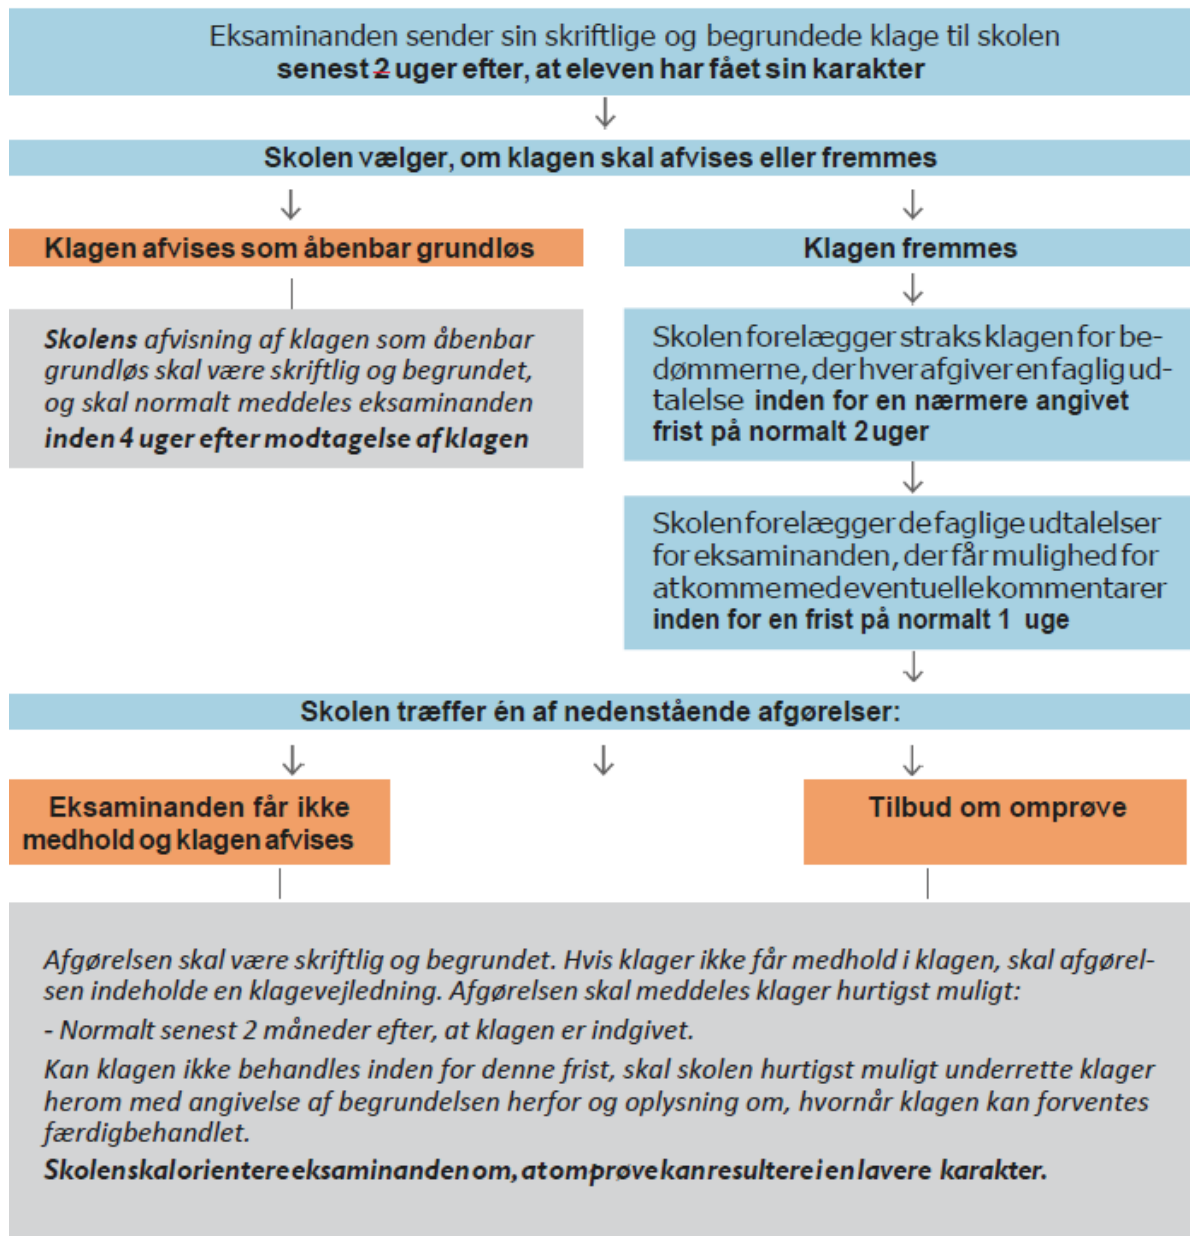 Eksaminanden sender sin skriftlige og begrundede klage til skolen
senest 2 uger efter, at eleven har fået sin karakter
Skolen vælger, om klagen skal afvises eller fremmes
Klagen afvises som åbenbar grundløs
Skolens afvisning af klagen som åbenbar
grundløs skal være skriftlig og begrundet,
og skal normalt meddeles eksaminanden
inden 4 uger efter modtagelse af klagen
Klagen fremmes
Skolen forelægger straks klagen for be-
dømmerne, der hver afgiver en faglig ud-
talelse inden for en nærmere angivet
frist på normalt 2 uger
Skolen forelægger de faglige udtalelser
for eksaminanden, der får mulighed for
at komme med eventuelle kommentarer
inden for en frist på normalt 1 uge
Skolen træffer én af nedenstående afgørelser:
Eksaminanden får ikke
medhold og klagen afvises
Tilbud om omprøve
Afgørelsen skal være skriftlig og begrundet. Hvis klager ikke får medhold i klagen, skal afgørel-
sen indeholde en klagevejledning. Afgørelsen skal meddeles klager hurtigst muligt:
- Normalt senest 2 måneder efter, at klagen er indgivet.
Kan klagen ikke behandles inden for denne frist, skal skolen hurtigst muligt underrette klager
herom med angivelse af begrundelsen herfor og oplysning om, hvornår klagen kan forventes
færdigbehandlet.
Skolen skal orientere eksaminanden om, at omprøve kan resultere i en lavere karakter.